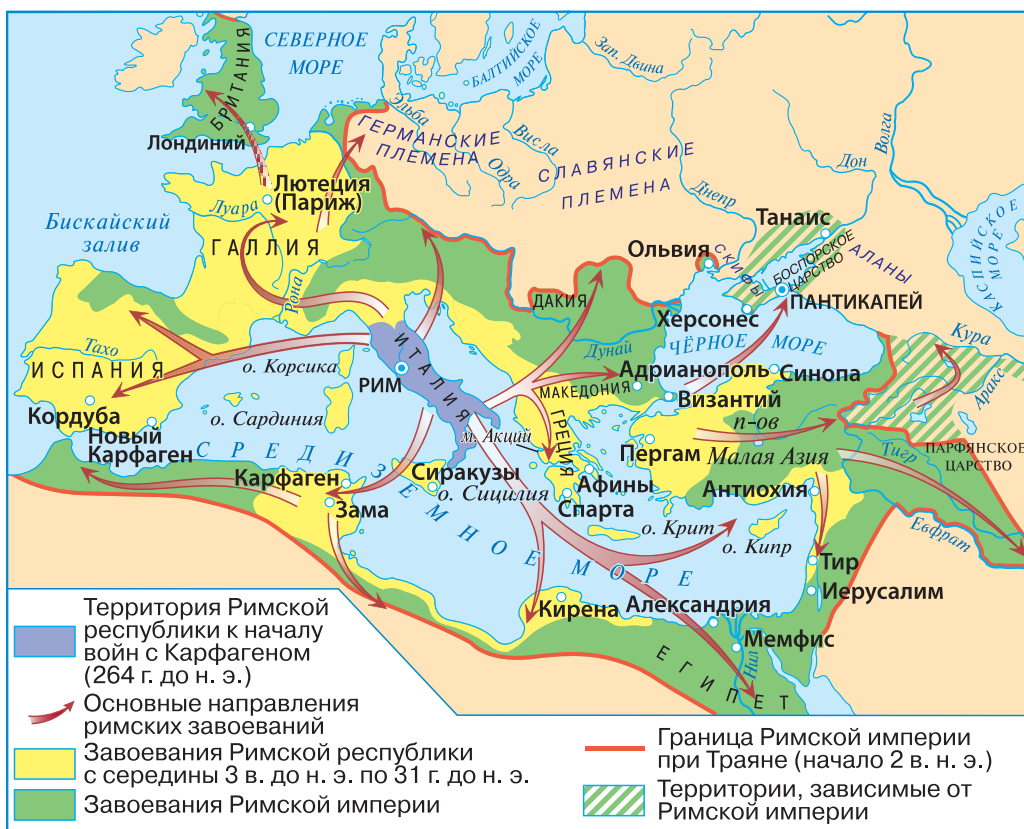 СЕВЕРНОЕ
МОРЕ
БАЛТИЙСКОЕ
МОРЕ
Зап. Двина
БРИТАНИЯ
Лондиний
Эльба
ГЕРМАНСКИЕ
ПЛЕМЕНА
Висла
Одра
СЛАВЯНСКИЕ
ПЛЕМЕНА
Волга
Дон
Днепр
Лютеция
(Париж)
Луара
Бискайский
залив
ГАЛЛИЯ
Рона
Танаис
Ольвия
СКИФЫ
БОСПОРСКОЕ
ЦАРСТВО
АЛАНЫ
КАСПИЙСКОЕ
МОРЕ
ДАКИЯ
ПАНТИКАПЕЙ
Херсонес
Кура
ЧЁРНОЕ
МОРЕ
Дунай
Тахо
ИСПАНИЯ
о. Корсика
ИТАЛИЯ
РИМ
Адрианополь
Синопа
Аракс
МАКЕДОНИЯ
Византий
Кордуба
Новый
Карфаген
о. Сардиния
м. Акций
ГРЕЦИЯ
п-ов
Малая Азия
Пергам
Тигр
ПАРФЯНСКОЕ
ЦАРСТВО
СРЕДИЗЕМНОЕ МОРЕ
Карфаген
Зама
Сиракузы
о. Сицилия
Афины
Спарта
Антиохия
о. Крит
о. Кипр
Евфрат
Тир
Иерусалим
Кирена
Александрия
Мемфис
Нил
ЕГИПЕТ
Территория Римской
республики к началу
войн с Карфагеном
(264 г. до н. э.)
Основные направления
римских завоеваний
Завоевания Римской республики
с середины 3 в. до н. э. по 31 г. до н. э.
Завоевания Римской империи
Граница Римской империи
при Траяне (начало 2 в. н. э.)
Территории, зависимые от
Римской империи